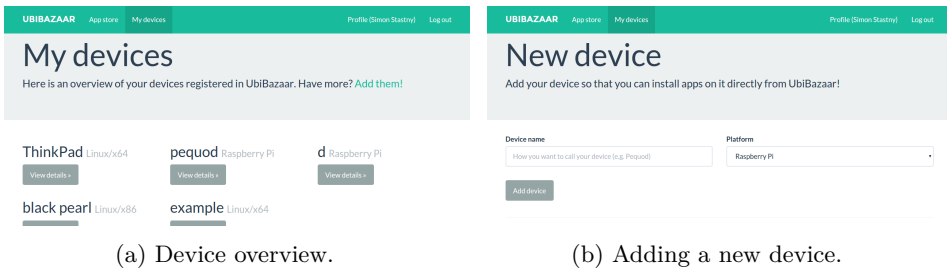 UBIBAZAAR App store My devices Profile (Simon Stastny) Log out
My devices
Here is an overview of your devices registered in UbiBazaar. Have more? Add them!
ThinkPad Linux/x64 pequod Raspberry Pi d Raspberry Pi
View details » View details » View details »
black pearl Linux/x86 example Linux/x64
(a) Device overview.
UBIBAZAAR App store My devices Profile (Simon Stastny) Log out
New device
Add your device so that you can install apps on it directly from UbiBazaar!
Device name Platform
How you want to call your device (e.g. Pequod) Raspberry Pi
Add device
(b) Adding a new device.